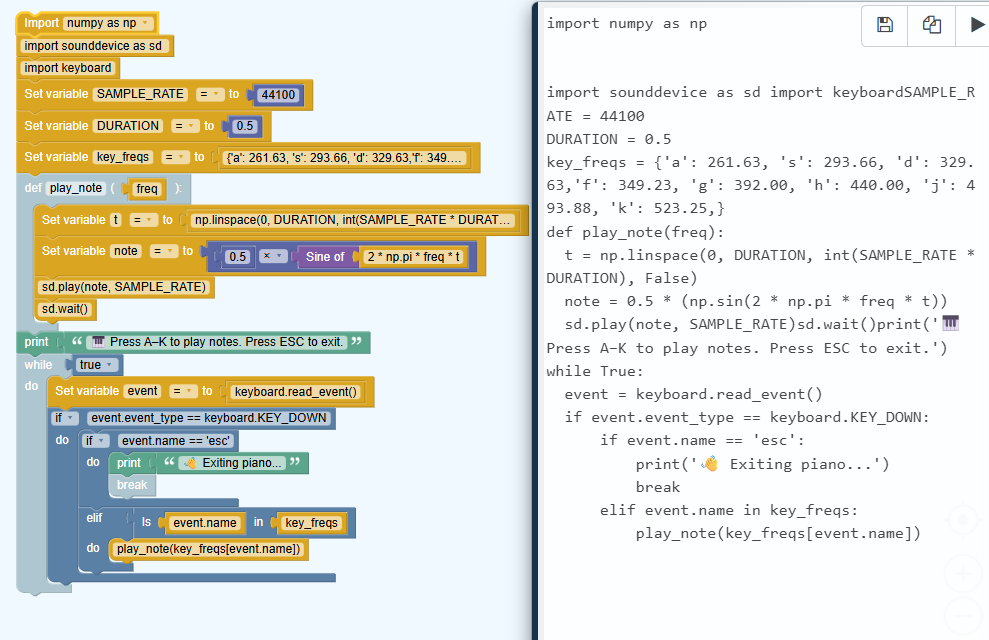 Import numpy as np
import sounddevice as sd
import keyboard
Set variable SAMPLE_RATE = to 44100
Set variable DURATION = to 0.5
Set variable key_freqs = to {'a': 261.63, 's': 293.66, 'd': 329.63,'f': 349....
def play_note ( freq ):
Set variable t = to np.linspace(0, DURATION, int(SAMPLE_RATE * DURAT...
Set variable note = to 0.5 × Sine of 2 * np.pi * freq * t
sd.play(note, SAMPLE_RATE)
sd.wait()
print “ 🎹 Press A–K to play notes. Press ESC to exit. ”
while true
do Set variable event = to keyboard.read_event()
if event.event_type == keyboard.KEY_DOWN
do if event.name == 'esc'
do print “ 👋 Exiting piano... ”
break
elif Is event.name in key_freqs
do play_note(key_freqs[event.name])
import numpy as np
import sounddevice as sd import keyboardSAMPLE_R
ATE = 44100
DURATION = 0.5
key_freqs = {'a': 261.63, 's': 293.66, 'd': 329.
63,'f': 349.23, 'g': 392.00, 'h': 440.00, 'j': 4
93.88, 'k': 523.25,}
def play_note(freq):
t = np.linspace(0, DURATION, int(SAMPLE_RATE *
DURATION), False)
note = 0.5 * (np.sin(2 * np.pi * freq * t))
sd.play(note, SAMPLE_RATE)sd.wait()print('🎹
Press A–K to play notes. Press ESC to exit.')
while True:
event = keyboard.read_event()
if event.event_type == keyboard.KEY_DOWN:
if event.name == 'esc':
print('👋 Exiting piano...')
break
elif event.name in key_freqs:
play_note(key_freqs[event.name])